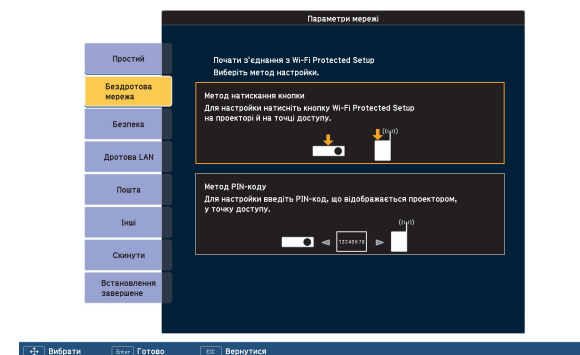 Параметри мережі
Простий
Бездротова
мережа
Безпека
Дротова LAN
Пошта
Інші
Скинути
Встановлення
завершене
Почати з'єднання з Wi-Fi Protected Setup
Виберіть метод настройки.
Метод натискання кнопки
Для настройки натисніть кнопку Wi-Fi Protected Setup
на проекторі й на точці доступу.
Метод PIN-коду
Для настройки введіть PIN-код, що відображається проектором,
у точку доступу.
12345678
Вибрати
Enter Готово
ESC Вернутися